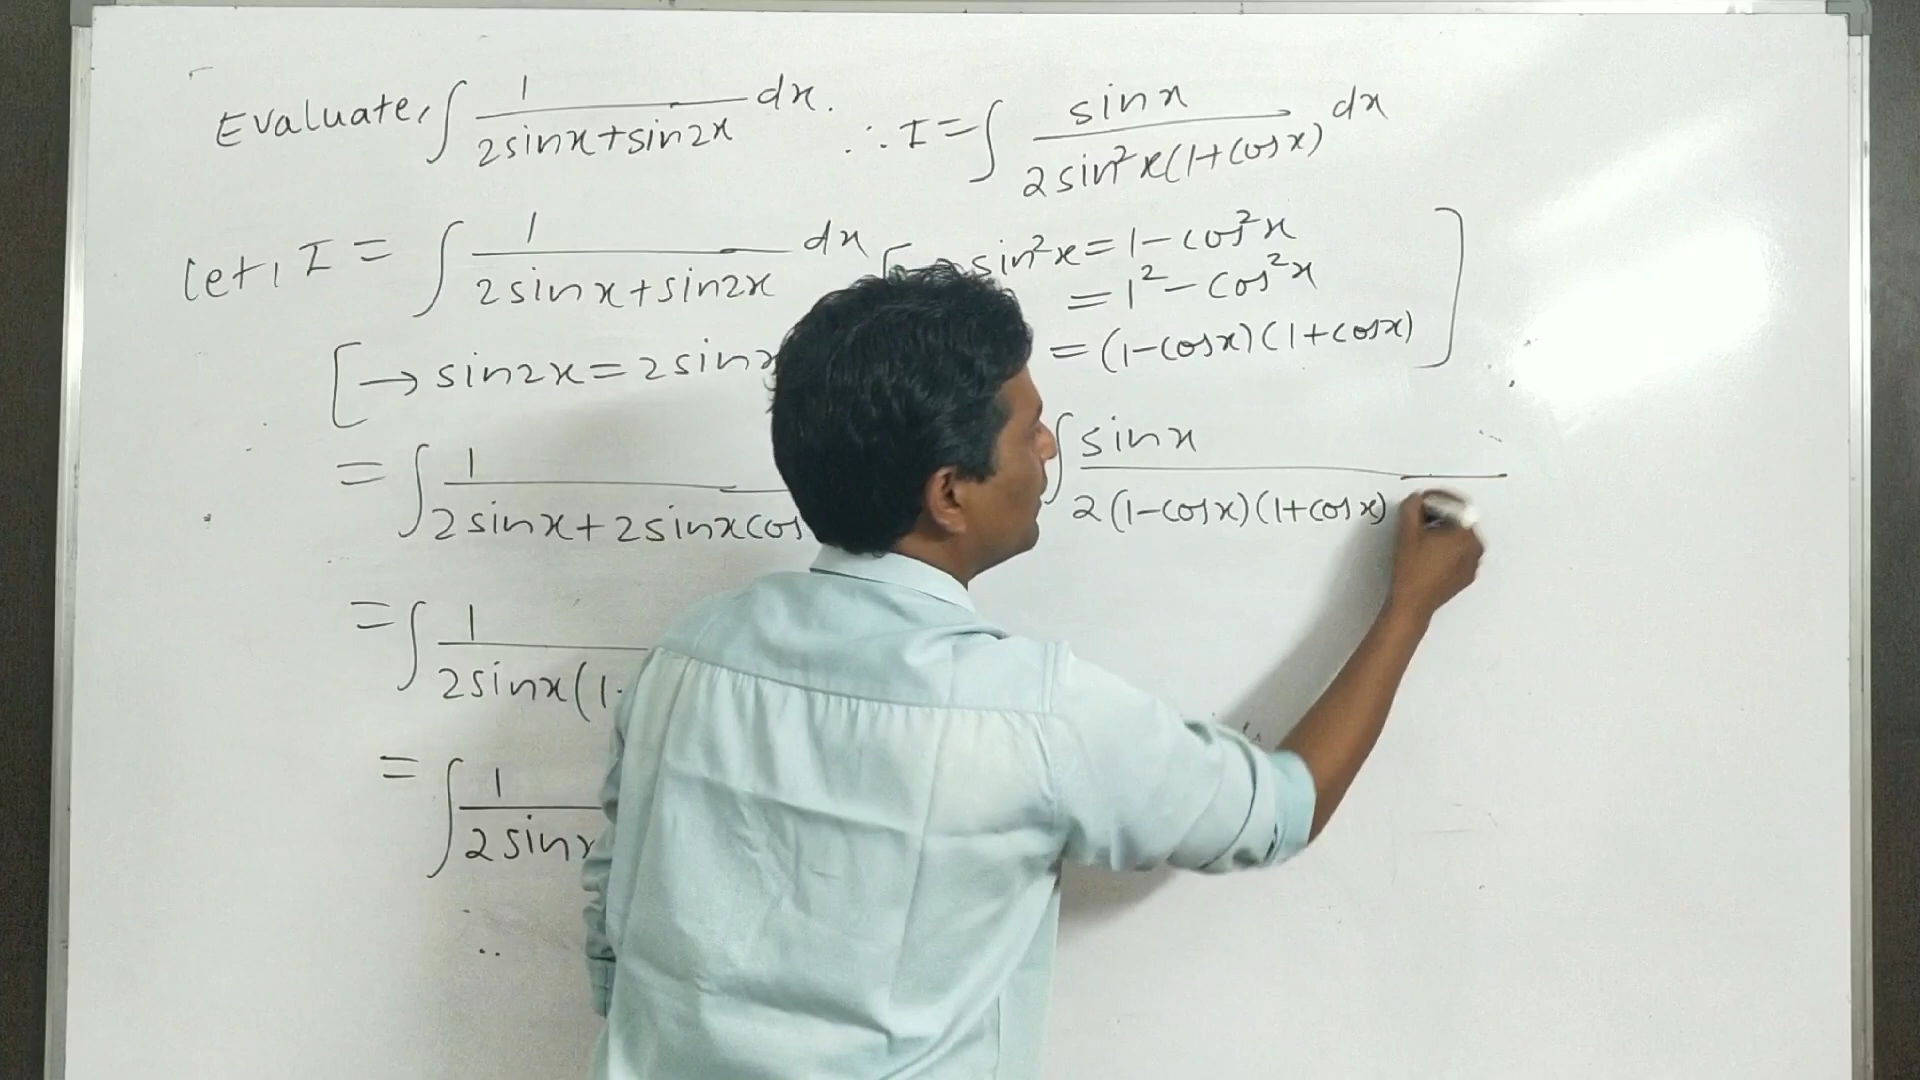 Evaluate, ∫ 1/(2sinx+sin2x) dx.
Let, I = ∫ 1/(2sinx+sin2x) dx
[→ sin2x = 2sinx
= ∫ 1/(2sinx+2sinxcos
= ∫ 1/(2sinx(1
= ∫ 1/(2sinx
∴ I = ∫ sinx/(2sin²x(1+cosx)) dx
[→ sin²x = 1-cos²x
= 1²-cos²x
= (1-cosx)(1+cosx) ]
∫ sinx/(2(1-cosx)(1+cosx)